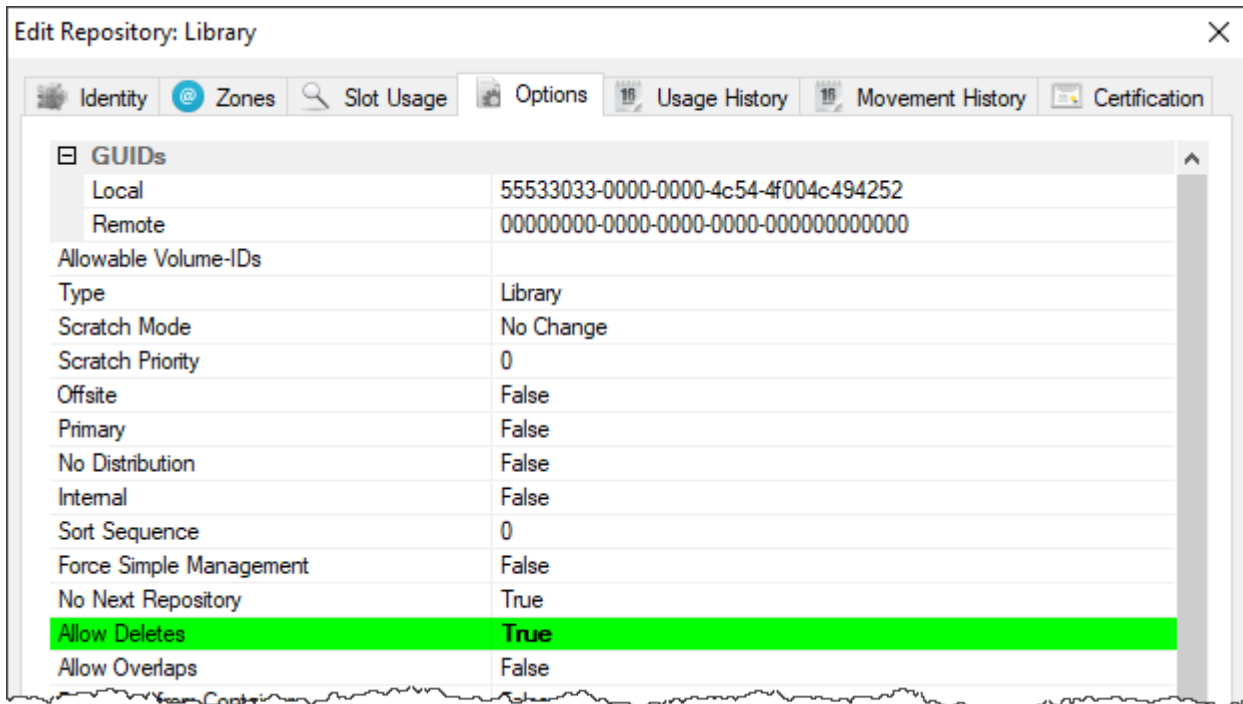 Edit Repository: Library
Identity Zones Slot Usage Options 16 Usage History 16 Movement History Certification
GUIDs
Local 55533033-0000-0000-4c54-4f004c494252
Remote 00000000-0000-0000-0000-000000000000
Allowable Volume-IDs
Type Library
Scratch Mode No Change
Scratch Priority 0
Offsite False
Primary False
No Distribution False
Internal False
Sort Sequence 0
Force Simple Management False
No Next Repository True
Allow Deletes True
Allow Overlaps False